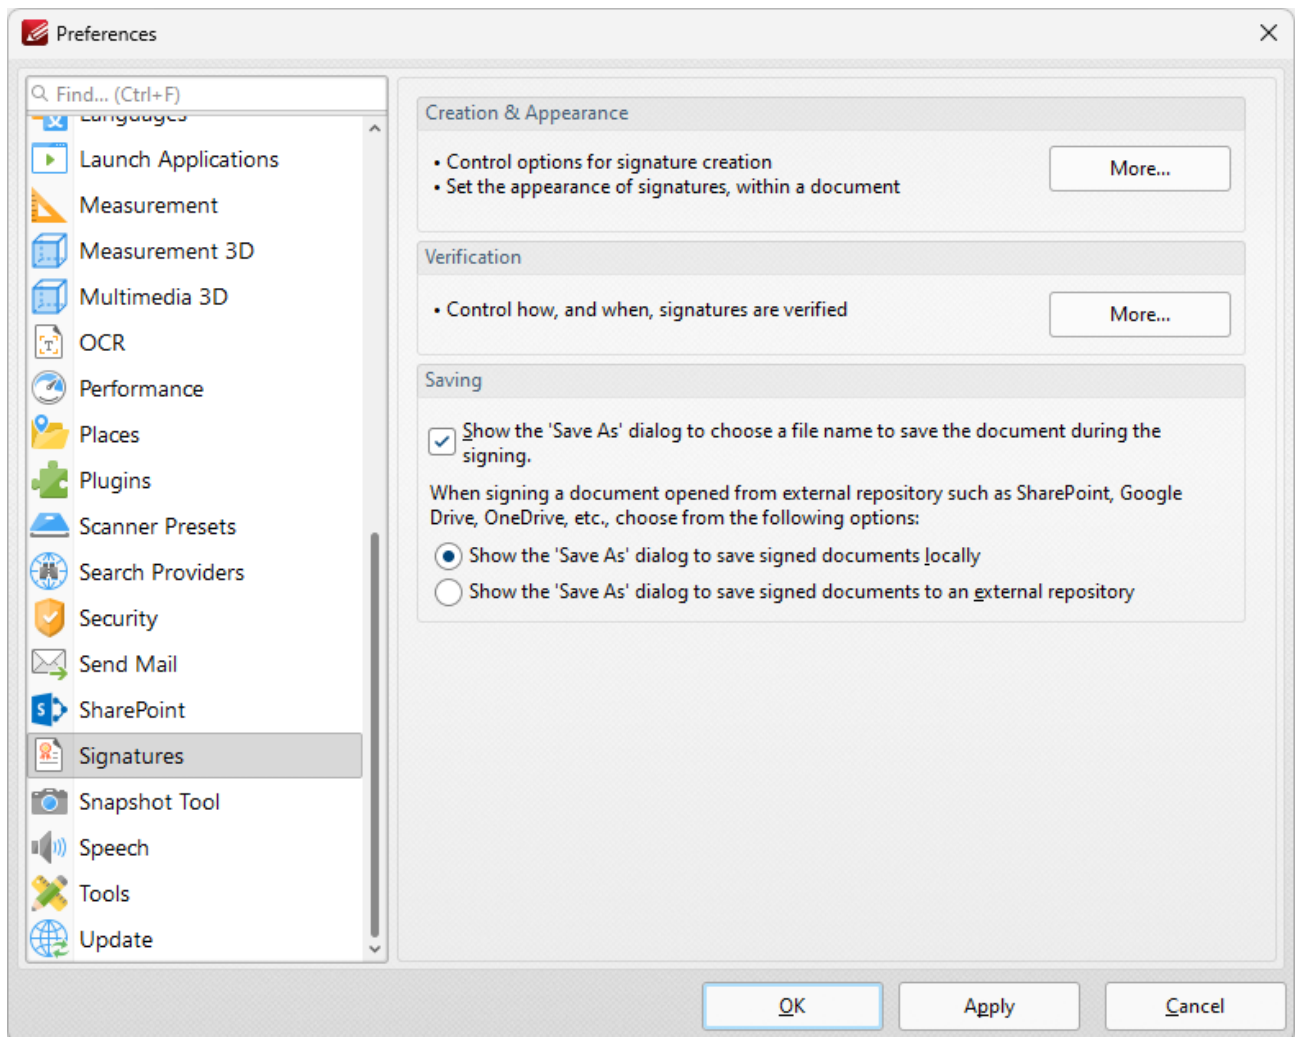 Preferences
Find... (Ctrl+F)
Languages
Launch Applications
Measurement
Measurement 3D
Multimedia 3D
OCR
Performance
Places
Plugins
Scanner Presets
Search Providers
Security
Send Mail
SharePoint
Signatures
Snapshot Tool
Speech
Tools
Update
Creation & Appearance
• Control options for signature creation
• Set the appearance of signatures, within a document
More...
Verification
• Control how, and when, signatures are verified
More...
Saving
Show the 'Save As' dialog to choose a file name to save the document during the
signing.
When signing a document opened from external repository such as SharePoint, Google
Drive, OneDrive, etc., choose from the following options:
Show the 'Save As' dialog to save signed documents locally
Show the 'Save As' dialog to save signed documents to an external repository
OK
Apply
Cancel